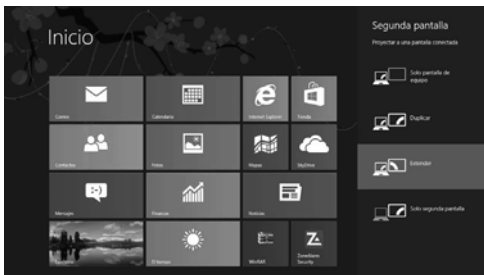 Inicio
Segunda pantalla
Proyectar a una pantalla conectada
Solo pantalla de
equipo
Duplicar
Extender
Solo segunda pantalla
Correo
Calendario
Internet Explorer
Tienda
Contactos
Fotos
Mapas
SkyDrive
Mensajes
Finanzas
Noticias
El tiempo
WinRAR
ZoneAlarm
Security